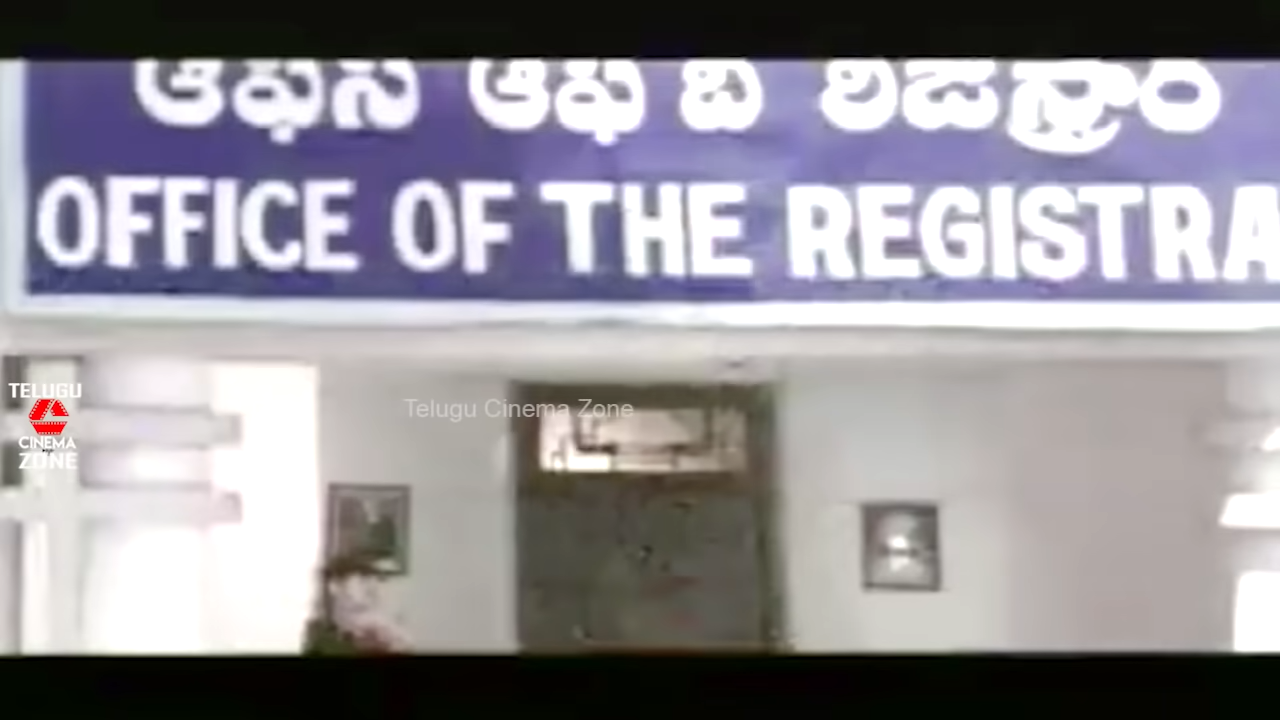 ఆఫీస్ ఆఫ్ ది రిజిస్ట్రార్
OFFICE OF THE REGISTRA
TELUGU
CINEMA
ZONE
Telugu Cinema Zone